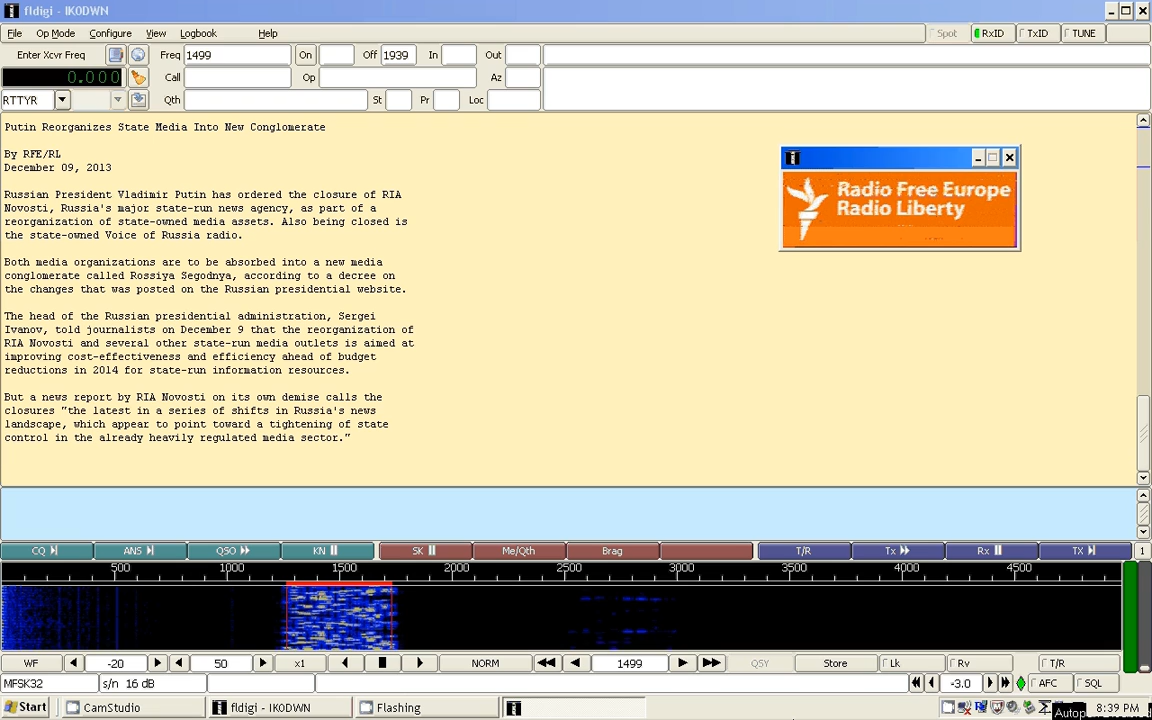 fldigi - IK0DWN
File Op Mode Configure View Logbook Help Spot RxID TxID TUNE
Enter Xcvr Freq Freq 1499 On Off 1939 In Out
0.000 Call Op Az
RTTYR Qth St Pr Loc
Putin Reorganizes State Media Into New Conglomerate
By RFE/RL
December 09, 2013
Russian President Vladimir Putin has ordered the closure of RIA
Novosti, Russia's major state-run news agency, as part of a
reorganization of state-owned media assets. Also being closed is
the state-owned Voice of Russia radio.
Both media organizations are to be absorbed into a new media
conglomerate called Rossiya Segodnya, according to a decree on
the changes that was posted on the Russian presidential website.
The head of the Russian presidential administration, Sergei
Ivanov, told journalists on December 9 that the reorganization of
RIA Novosti and several other state-run media outlets is aimed at
improving cost-effectiveness and efficiency ahead of budget
reductions in 2014 for state-run information resources.
But a news report by RIA Novosti on its own demise calls the
closures "the latest in a series of shifts in Russia's news
landscape, which appear to point toward a tightening of state
control in the already heavily regulated media sector."
Radio Free Europe
Radio Liberty
CQ ANS QSO KN SK Me/Qth Brag T/R Tx Rx TX 1
500 1000 1500 2000 2500 3000 3500 4000 4500
WF -20 50 x1 NORM 1499 QSY Store Lk Rv T/R
MFSK32 s/n 16 dB -3.0 AFC SQL
Start CamStudio fldigi - IK0DWN Flashing 8:39 PM